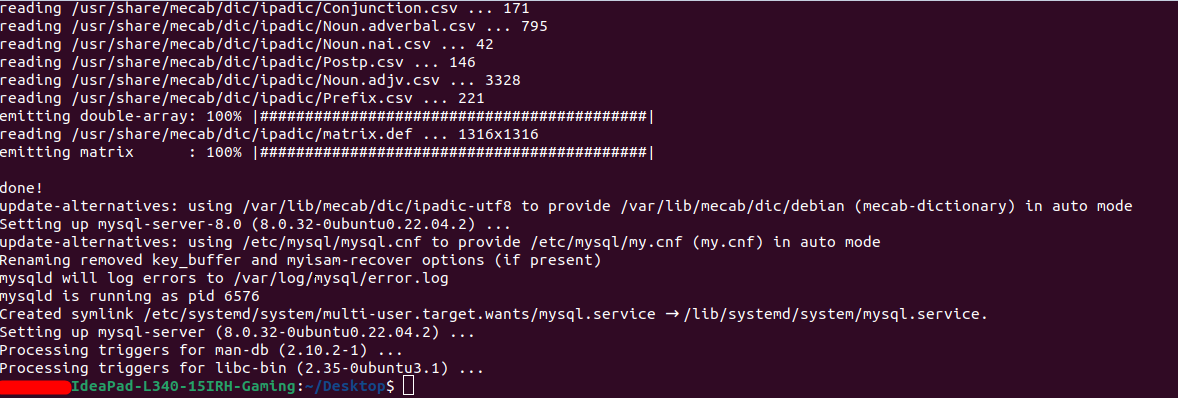 reading /usr/share/mecab/dic/ipadic/Conjunction.csv ... 171
reading /usr/share/mecab/dic/ipadic/Noun.adverbal.csv ... 795
reading /usr/share/mecab/dic/ipadic/Noun.nai.csv ... 42
reading /usr/share/mecab/dic/ipadic/Postp.csv ... 146
reading /usr/share/mecab/dic/ipadic/Noun.adjv.csv ... 3328
reading /usr/share/mecab/dic/ipadic/Prefix.csv ... 221
emitting double-array: 100% |###########################################|
reading /usr/share/mecab/dic/ipadic/matrix.def ... 1316x1316
emitting matrix      : 100% |###########################################|
done!
update-alternatives: using /var/lib/mecab/dic/ipadic-utf8 to provide /var/lib/mecab/dic/debian (mecab-dictionary) in auto mode
Setting up mysql-server-8.0 (8.0.32-0ubuntu0.22.04.2) ...
update-alternatives: using /etc/mysql/mysql.cnf to provide /etc/mysql/my.cnf (my.cnf) in auto mode
Renaming removed key_buffer and myisam-recover options (if present)
mysqld will log errors to /var/log/mysql/error.log
mysqld is running as pid 6576
Created symlink /etc/systemd/system/multi-user.target.wants/mysql.service → /lib/systemd/system/mysql.service.
Setting up mysql-server (8.0.32-0ubuntu0.22.04.2) ...
Processing triggers for man-db (2.10.2-1) ...
Processing triggers for libc-bin (2.35-0ubuntu3.1) ...
IdeaPad-L340-15IRH-Gaming:~/Desktop$